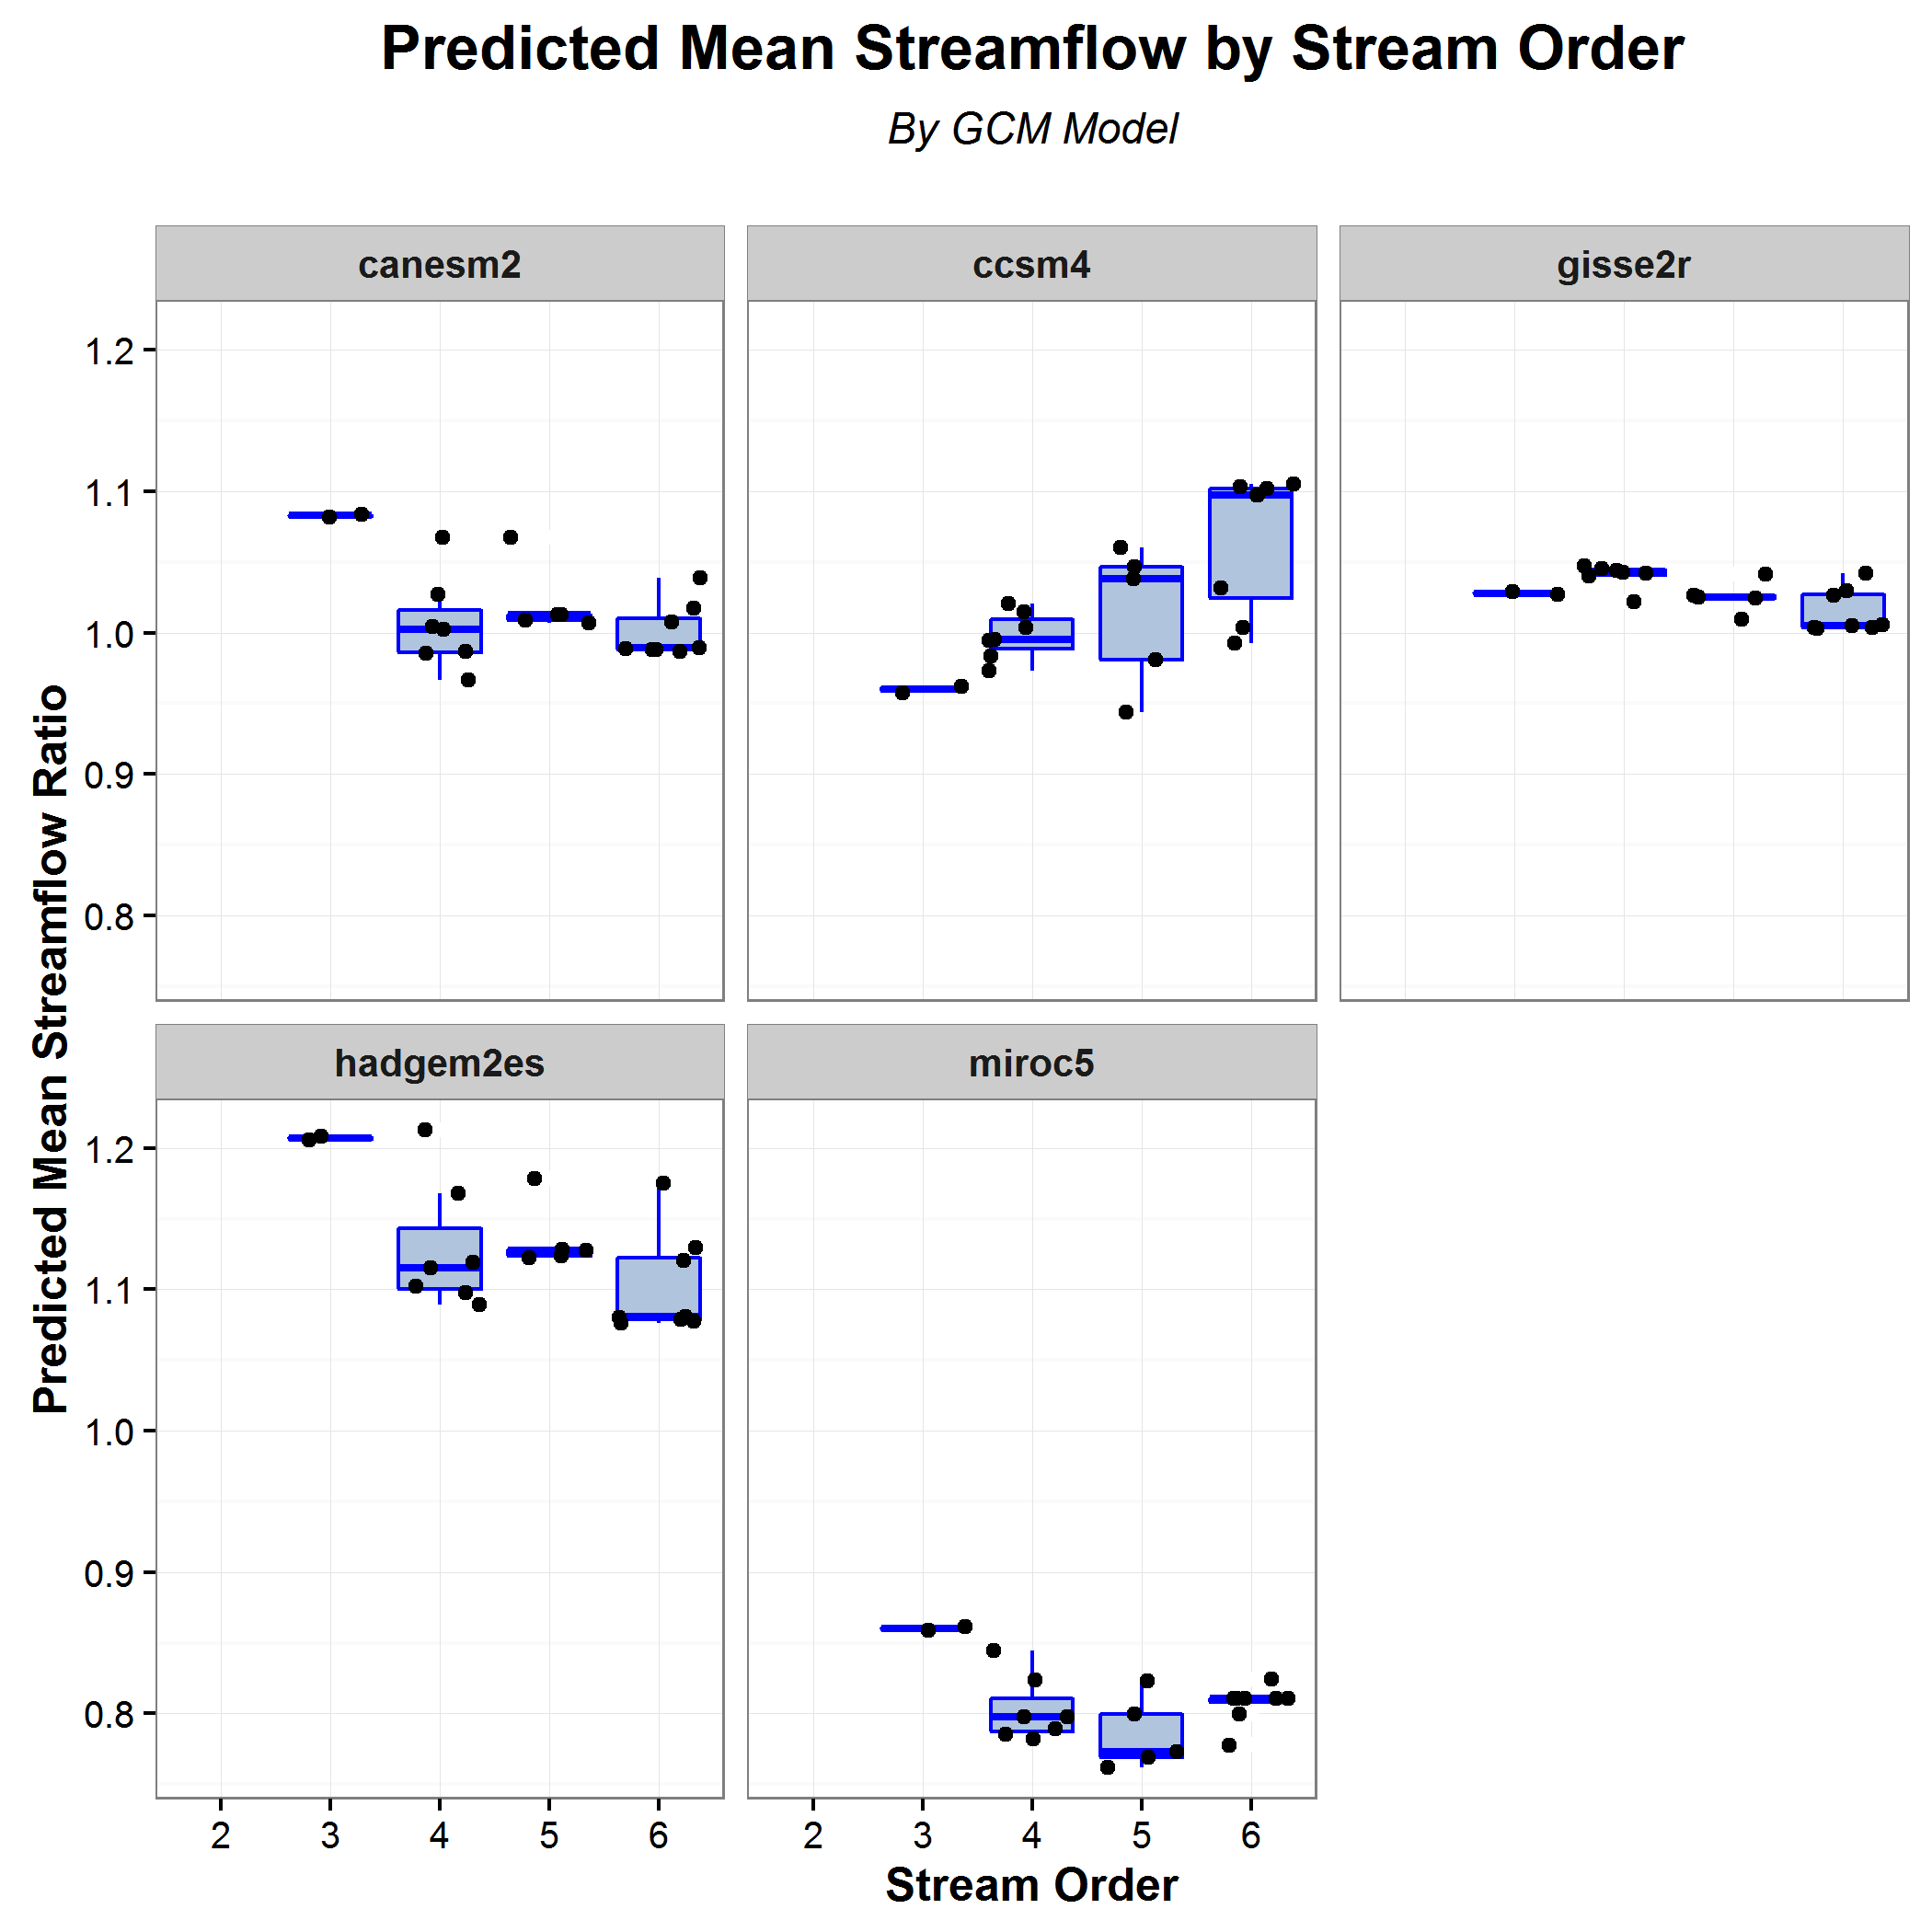 Predicted Mean Streamflow by Stream Order
By GCM Model
canesm2
ccsm4
gisse2r
1.2
1.1
1.0
0.9
0.8
Predicted Mean Streamflow Ratio
hadgem2es
miroc5
1.2
1.1
1.0
0.9
0.8
2 3 4 5 6
2 3 4 5 6
Stream Order